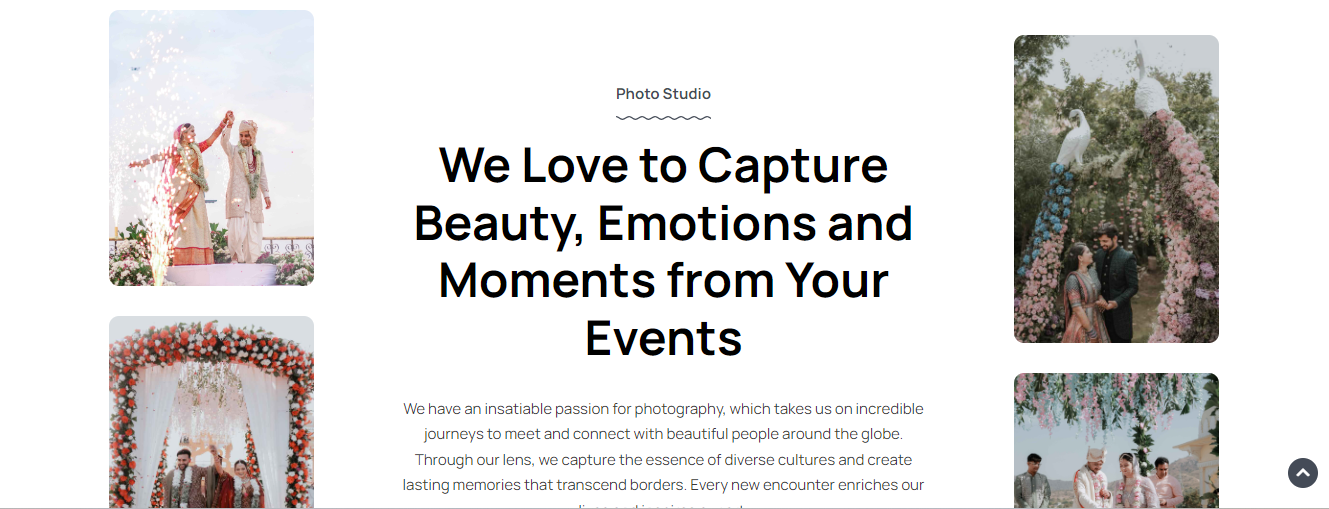 Photo Studio
We Love to Capture
Beauty, Emotions and
Moments from Your
Events
We have an insatiable passion for photography, which takes us on incredible
journeys to meet and connect with beautiful people around the globe.
Through our lens, we capture the essence of diverse cultures and create
lasting memories that transcend borders. Every new encounter enriches our